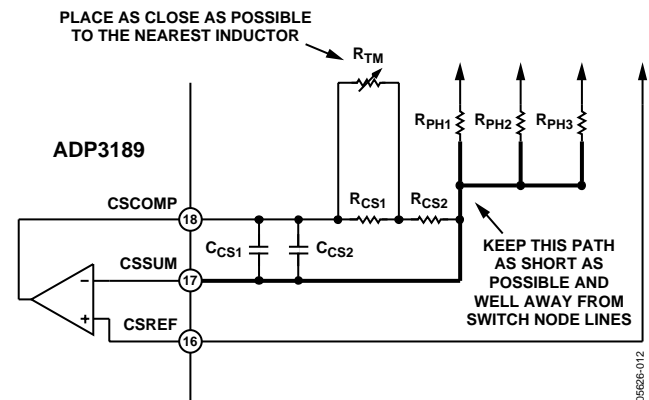 PLACE AS CLOSE AS POSSIBLE
TO THE NEAREST INDUCTOR
RTM
RPH1
RPH2
RPH3
ADP3189
CSCOMP
18
RCS1
RCS2
CCS1
CCS2
KEEP THIS PATH
AS SHORT AS
POSSIBLE AND
WELL AWAY FROM
SWITCH NODE LINES
CSSUM
17
–
+
CSREF
16
05626-012